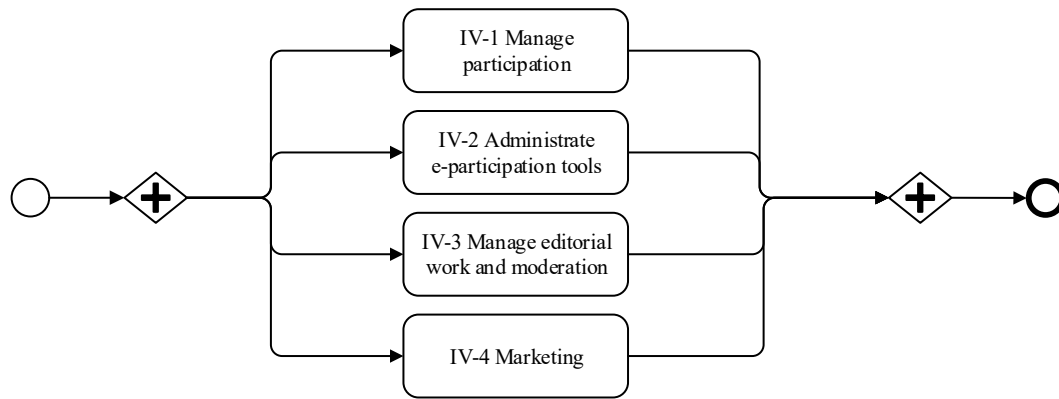 IV-1 Manage
participation
IV-2 Administrate
e-participation tools
IV-3 Manage editorial
work and moderation
IV-4 Marketing